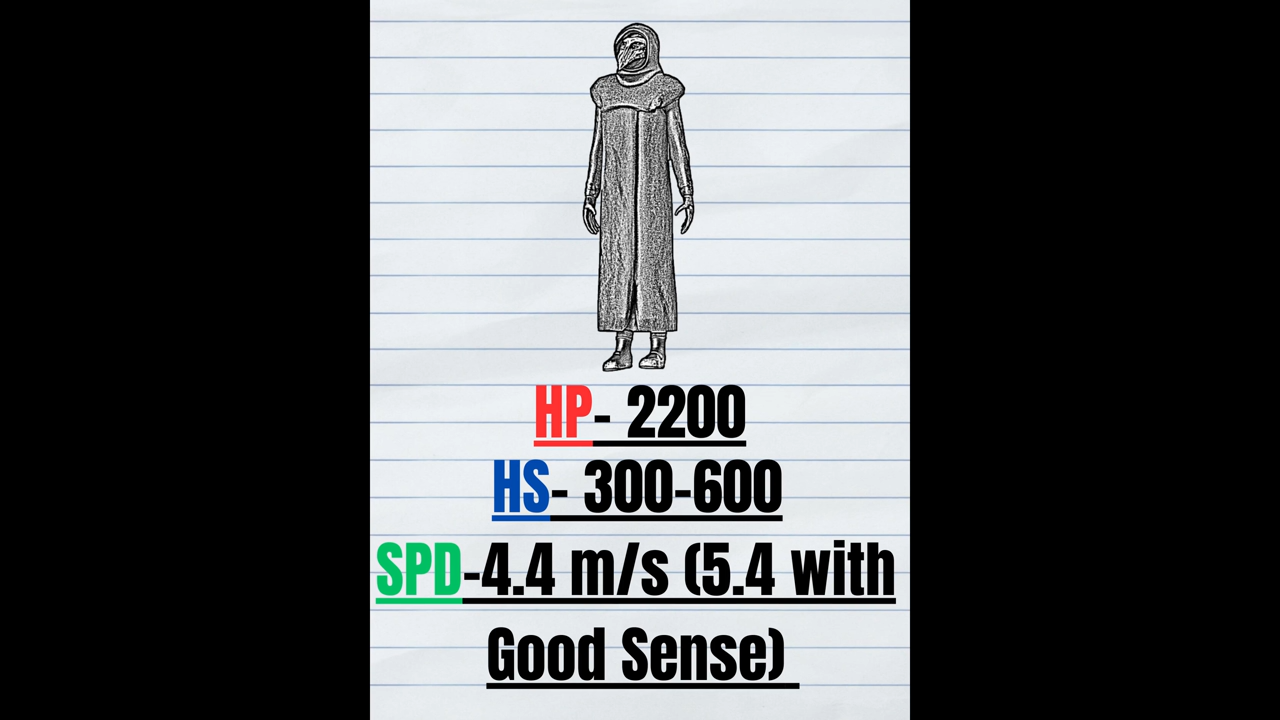 HP- 2200
HS- 300-600
SPD-4.4 m/s (5.4 with
Good Sense)